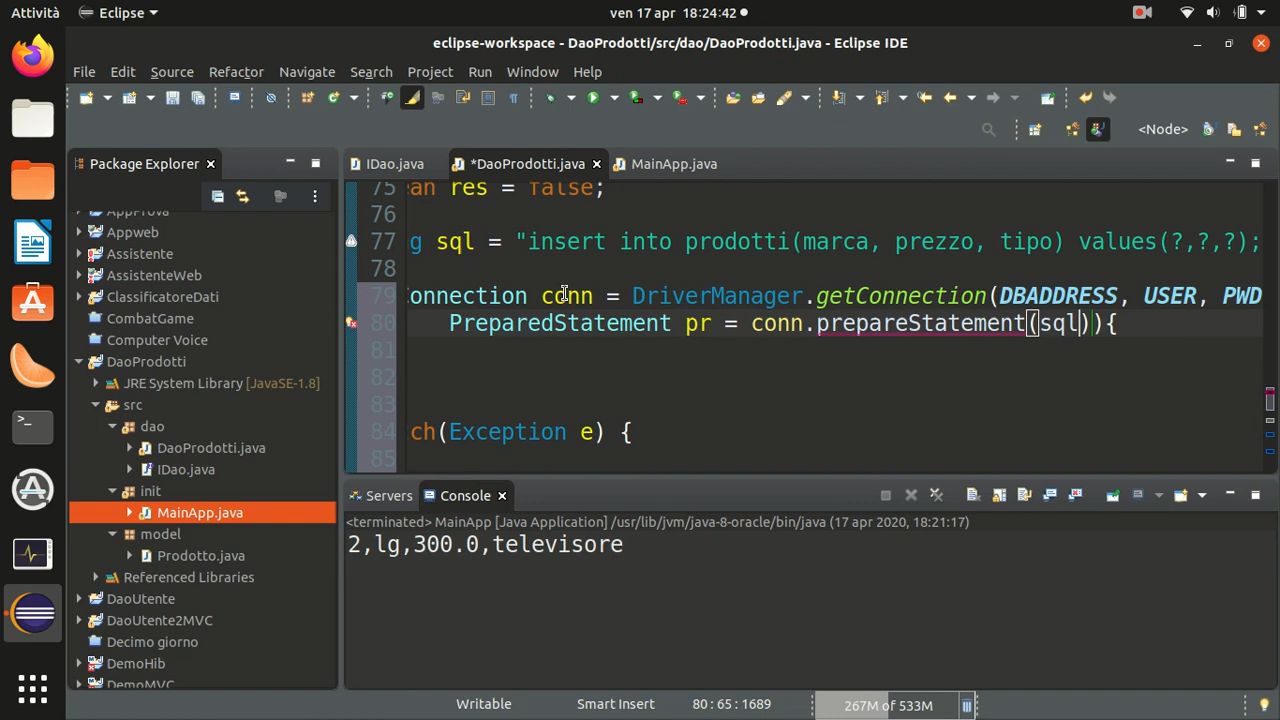 Attività
Eclipse
ven 17 apr 18:24:42
eclipse-workspace - DaoProdotti/src/dao/DaoProdotti.java - Eclipse IDE
File Edit Source Refactor Navigate Search Project Run Window Help
<Node>
Package Explorer
IDao.java
*DaoProdotti.java
MainApp.java
AppProva
Appweb
Assistente
AssistenteWeb
ClassificatoreDati
CombatGame
Computer Voice
DaoProdotti
JRE System Library [JavaSE-1.8]
src
dao
DaoProdotti.java
IDao.java
init
MainApp.java
model
Prodotto.java
Referenced Libraries
DaoUtente
DaoUtente2MVC
Decimo giorno
DemoHib
DemoMVC
75 an res = false;
76
77 g sql = "insert into prodotti(marca, prezzo, tipo) values(?,?,?);
78
79 onnection conn = DriverManager.getConnection(DBADDRESS, USER, PWD
80 PreparedStatement pr = conn.prepareStatement(sql)){
81
82
83
84 ch(Exception e) {
85
Servers
Console
<terminated> MainApp [Java Application] /usr/lib/jvm/java-8-oracle/bin/java (17 apr 2020, 18:21:17)
2,lg,300.0,televisore
Writable
Smart Insert
80 : 65 : 1689
267M of 533M